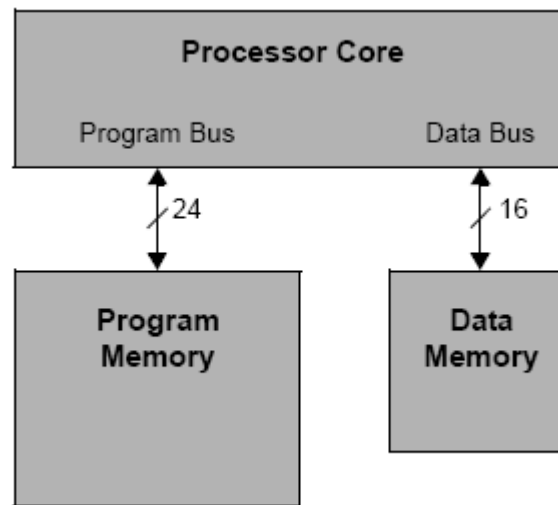 Processor Core
Program Bus
Data Bus
24
16
Program
Memory
Data
Memory